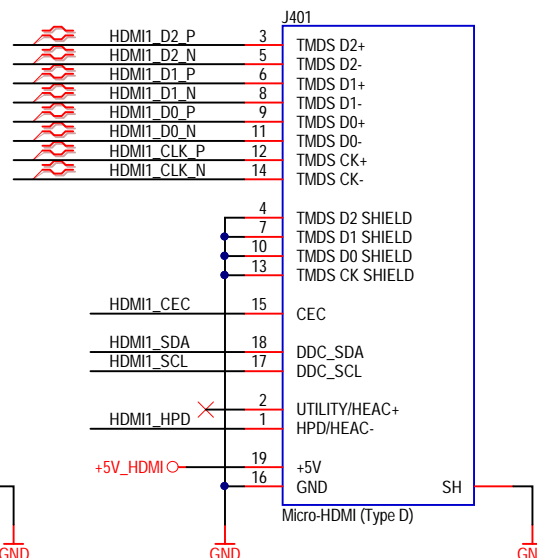 J401
HDMI1_D2_P 3 TMDS D2+
HDMI1_D2_N 5 TMDS D2-
HDMI1_D1_P 6 TMDS D1+
HDMI1_D1_N 8 TMDS D1-
HDMI1_D0_P 9 TMDS D0+
HDMI1_D0_N 11 TMDS D0-
HDMI1_CLK_P 12 TMDS CK+
HDMI1_CLK_N 14 TMDS CK-
4 TMDS D2 SHIELD
7 TMDS D1 SHIELD
10 TMDS D0 SHIELD
13 TMDS CK SHIELD
HDMI1_CEC 15 CEC
HDMI1_SDA 18 DDC_SDA
HDMI1_SCL 17 DDC_SCL
2 UTILITY/HEAC+
HDMI1_HPD 1 HPD/HEAC-
+5V_HDMI 19 +5V
16 GND SH
Micro-HDMI (Type D)
GND GND GND